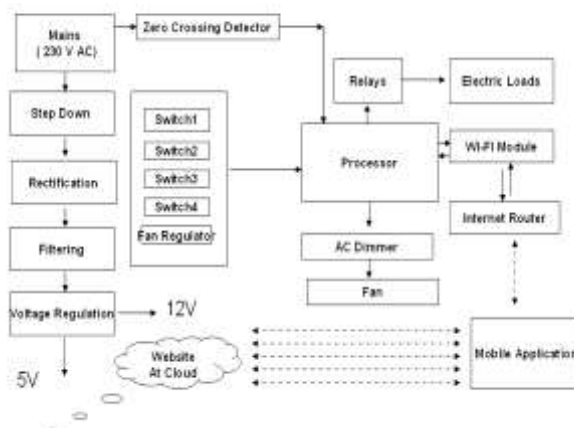 Mains
( 230 V AC)
Zero Crossing Detector
Relays
Electric Loads
Step Down
Switch1
Switch2
Switch3
Switch4
Fan Regulator
Processor
WI-FI Module
Rectification
Internet Router
Filtering
AC Dimmer
Fan
Voltage Regulation
12V
Website
At Cloud
Mobile Application
5V